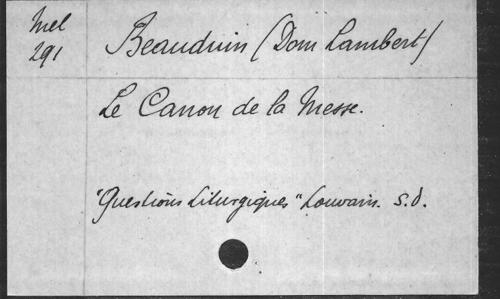 Mel
291
Beauduin (Dom Lambert)
Le Canon de la Messe.
"Questions Liturgiques" Louvain. s.d.